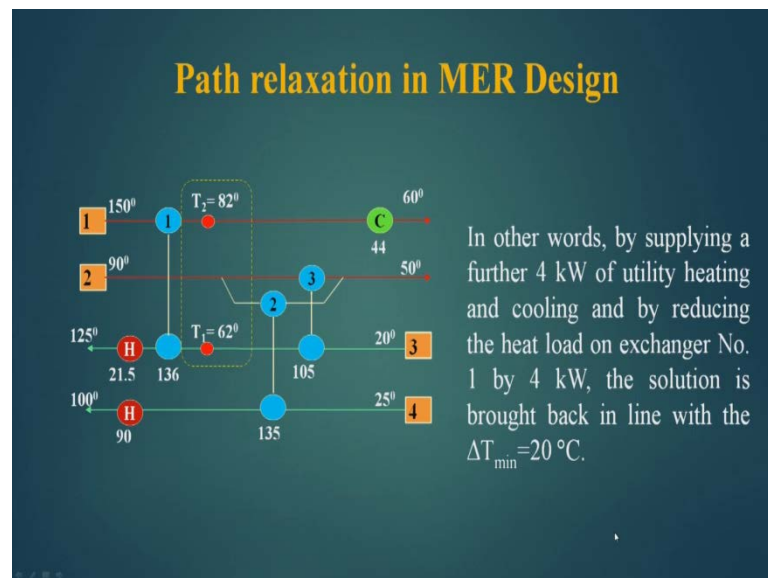 Path relaxation in MER Design
1 150⁰ 1 T₂= 82⁰ 60⁰
C
44
2 90⁰ 3 50⁰
2
125⁰ H T₁= 62⁰ 20⁰ 3
21.5 136 105
100⁰ H 25⁰ 4
90 135
In other words, by supplying a
further 4 kW of utility heating
and cooling and by reducing
the heat load on exchanger No.
1 by 4 kW, the solution is
brought back in line with the
ΔTmin=20 °C.